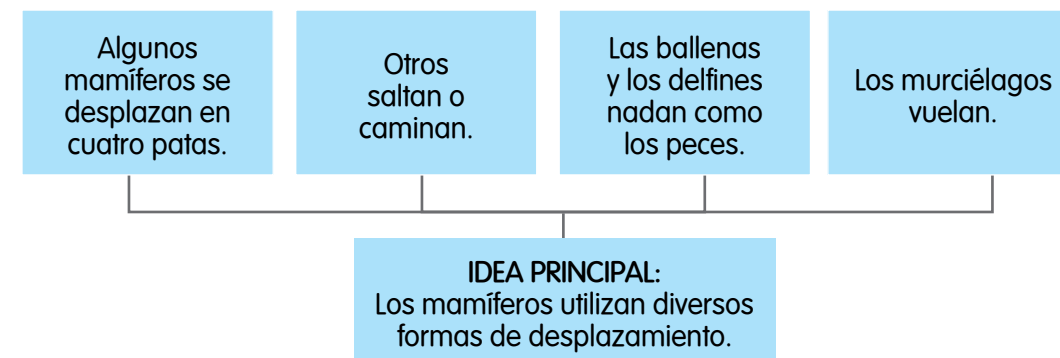 Algunos
mamíferos se
desplazan en
cuatro patas.
Otros
saltan o
caminan.
Las ballenas
y los delfines
nadan como
los peces.
Los murciélagos
vuelan.
IDEA PRINCIPAL:
Los mamíferos utilizan diversos
formas de desplazamiento.